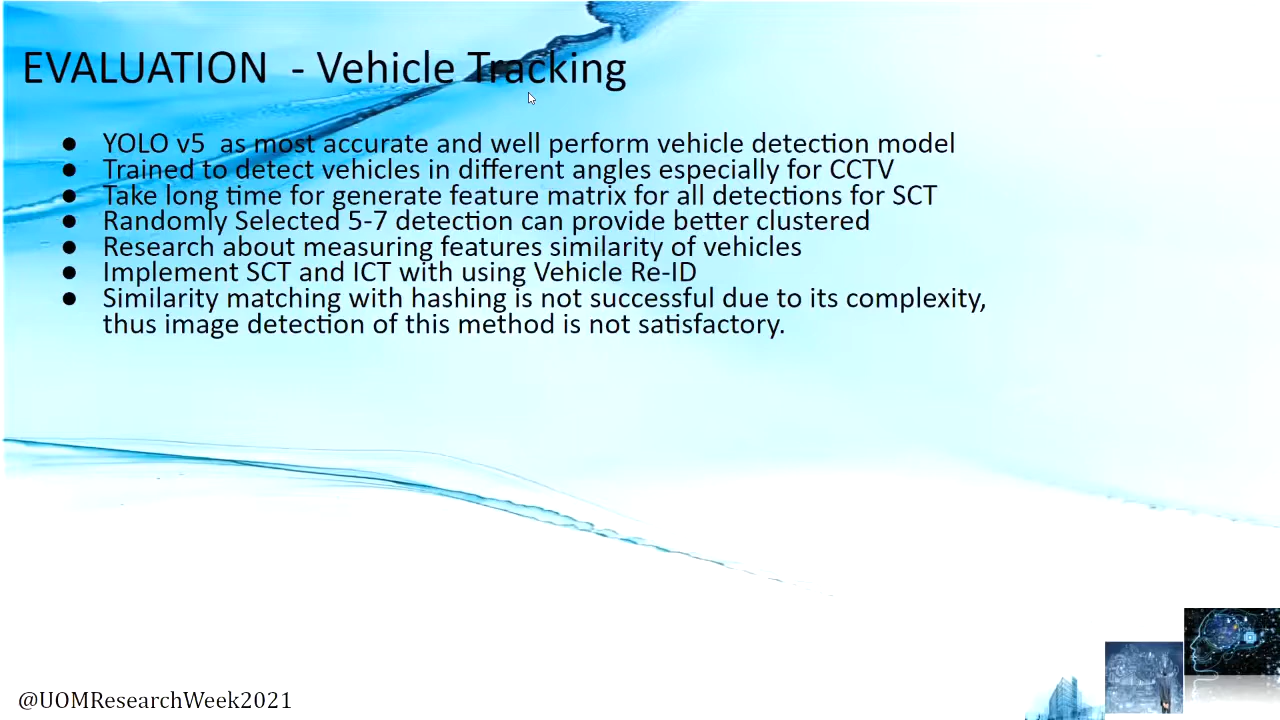 EVALUATION - Vehicle Tracking
● YOLO v5 as most accurate and well perform vehicle detection model
● Trained to detect vehicles in different angles especially for CCTV
● Take long time for generate feature matrix for all detections for SCT
● Randomly Selected 5-7 detection can provide better clustered
● Research about measuring features similarity of vehicles
● Implement SCT and ICT with using Vehicle Re-ID
● Similarity matching with hashing is not successful due to its complexity,
thus image detection of this method is not satisfactory.
@UOMResearchWeek2021